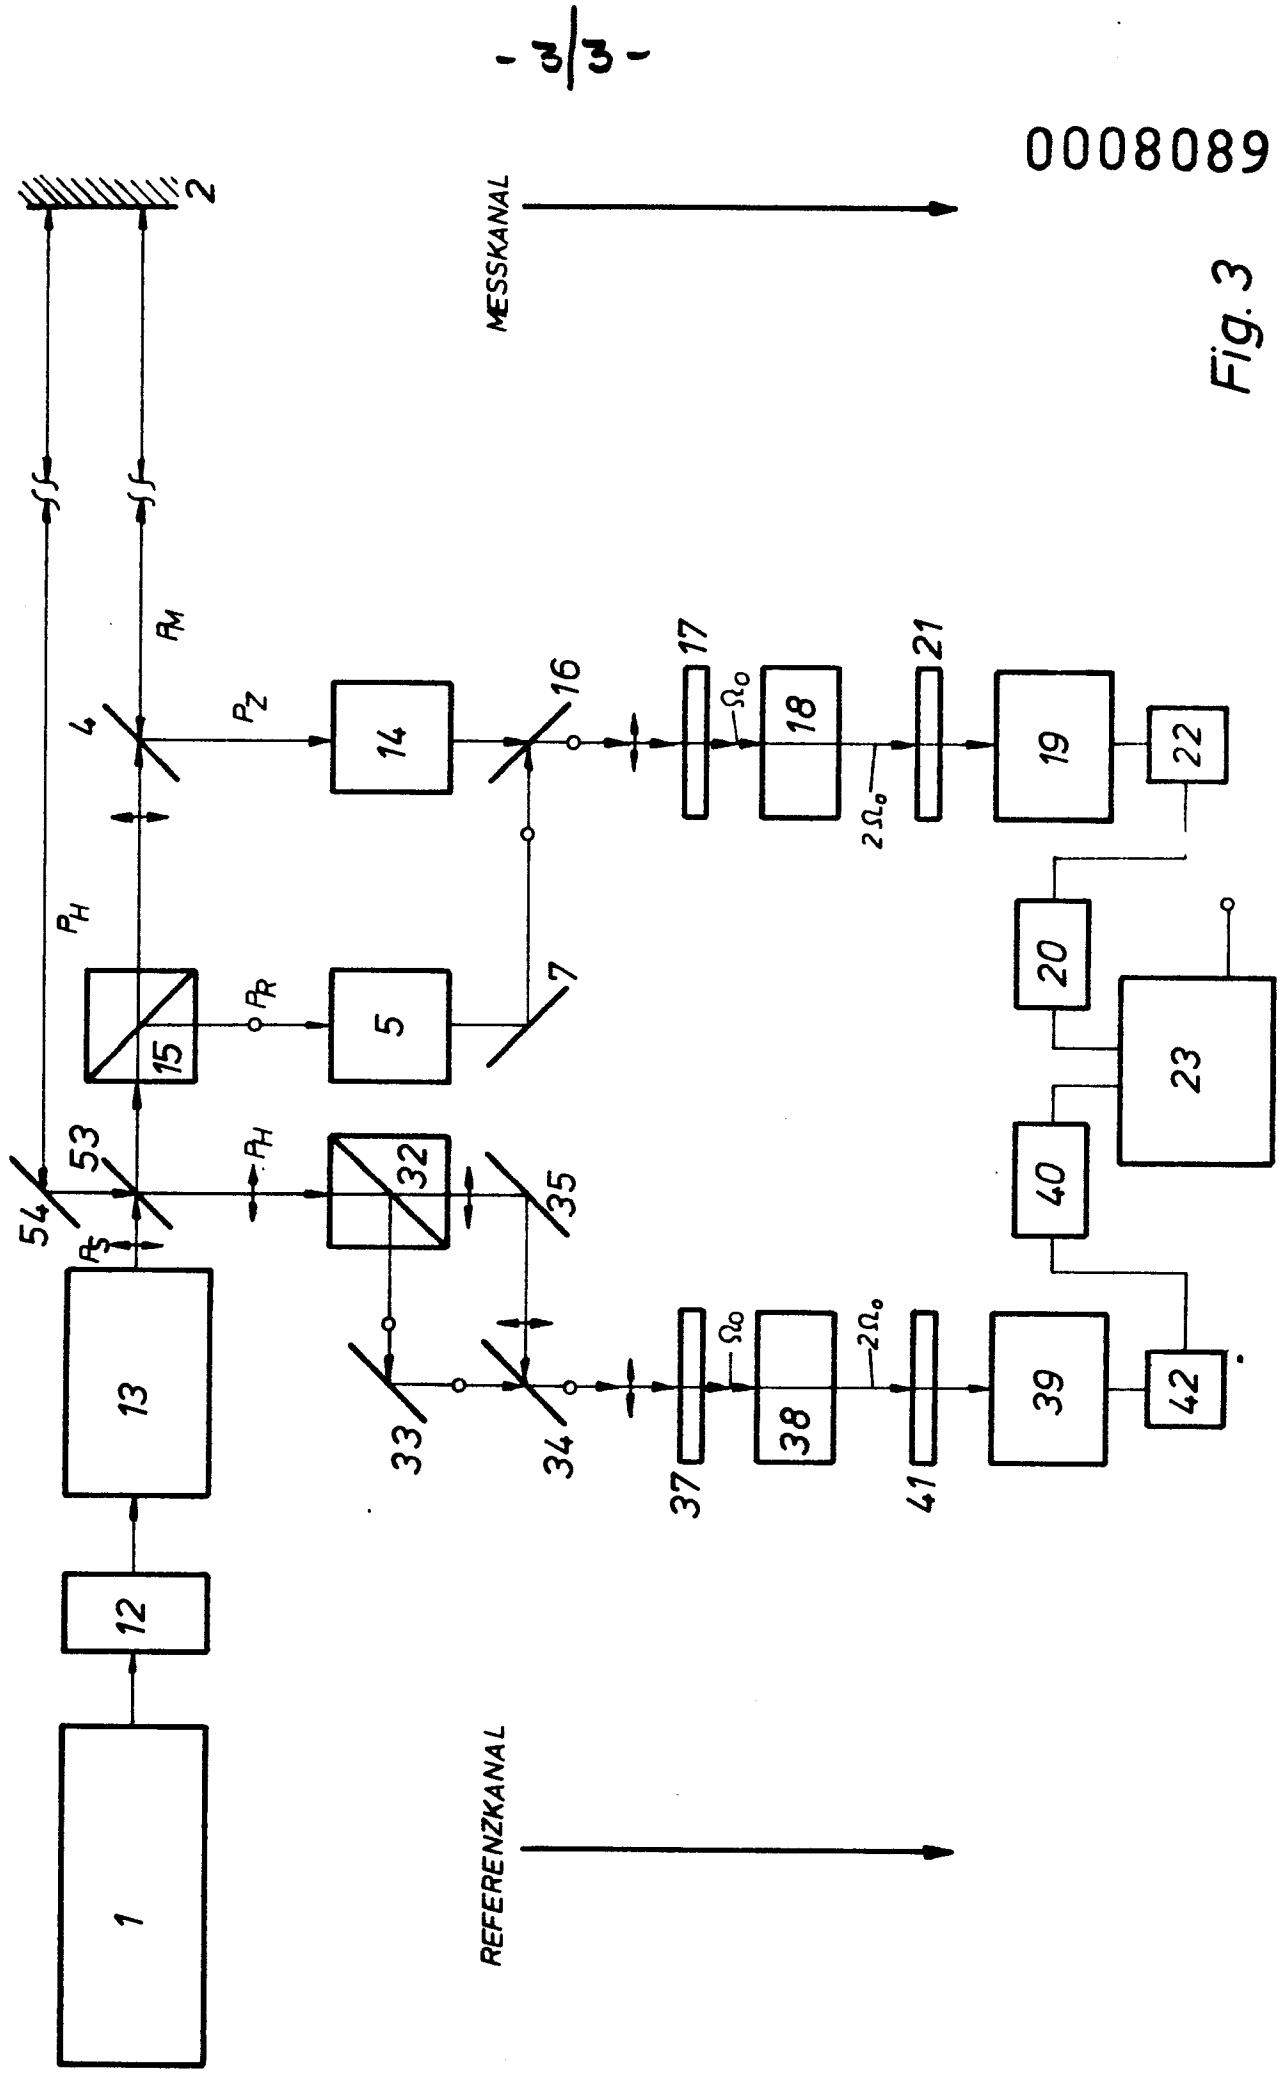 - 3/3 -
0008089
1
12
13
P_S
54
53
15
P_H
4
P_M
2
P_H
P_R
P_Z
32
5
14
33
35
7
34
16
REFERENZKANAL
MESSKANAL
37
17
Ω₀
Ω₀
38
18
2Ω₀
2Ω₀
41
21
39
19
40
20
42
23
22
Fig. 3